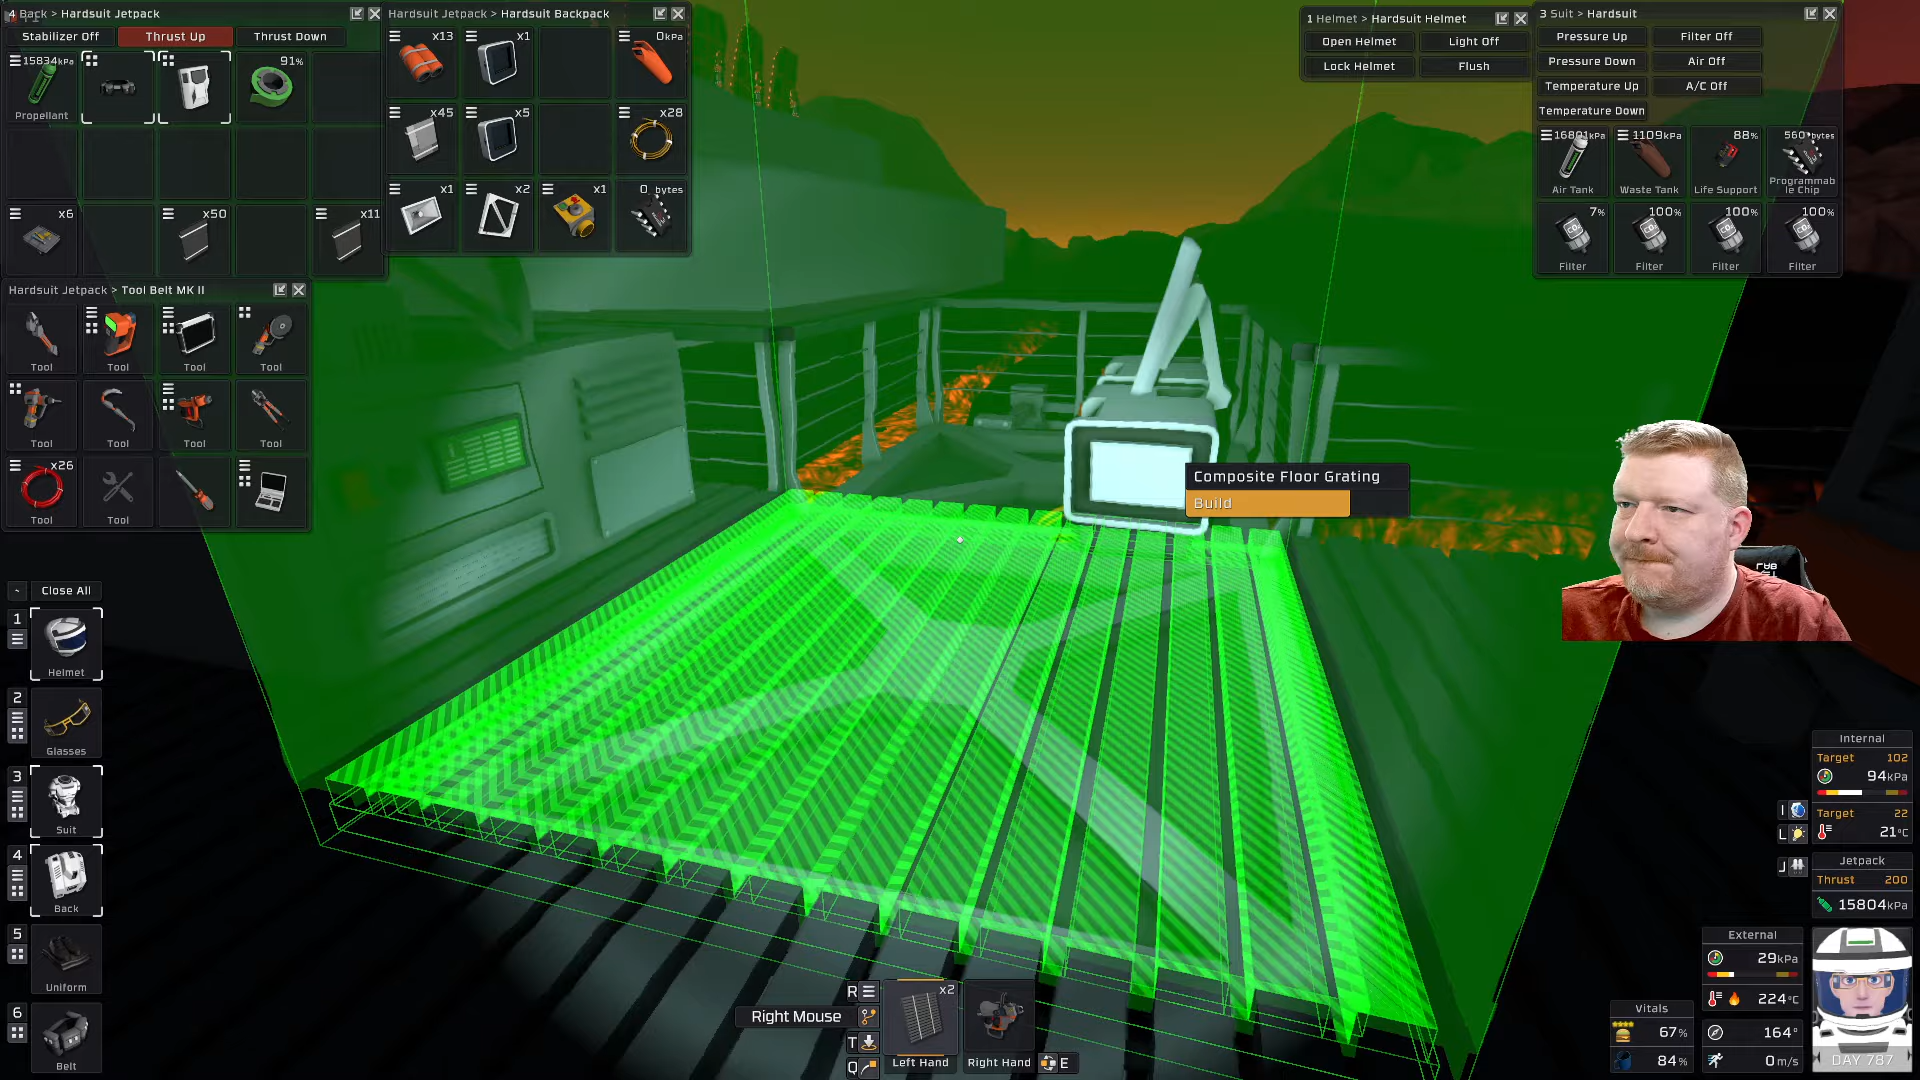 4 Back > Hardsuit Jetpack
Stabilizer Off
Thrust Up
Thrust Down
15834kPa
91%
Propellant
x6
x50
x11
Hardsuit Jetpack > Hardsuit Backpack
x13
x1
0kPa
x45
x5
x28
x1
x2
x1
0 bytes
Hardsuit Jetpack > Tool Belt MK II
Tool
Tool
Tool
Tool
Tool
Tool
Tool
Tool
x26
Tool
Tool
Tool
Tool
1 Helmet > Hardsuit Helmet
Open Helmet
Light Off
Lock Helmet
Flush
3 Suit > Hardsuit
Pressure Up
Filter Off
Pressure Down
Air Off
Temperature Up
A/C Off
Temperature Down
16801kPa
1109kPa
88%
560 bytes
Air Tank
Waste Tank
Life Support
Programmab
le Chip
7%
100%
100%
100%
Filter
Filter
Filter
Filter
Composite Floor Grating
Build
~
Close All
1
Helmet
2
Glasses
3
Suit
4
Back
5
Uniform
6
Belt
Internal
Target 102
94kPa
Target 22
21°C
I
L
J
Jetpack
Thrust 200
15804kPa
External
29kPa
224°C
164°
0m/s
Vitals
67%
84%
DAY 787
R
x2
Right Mouse
T
Q
Left Hand
Right Hand
E